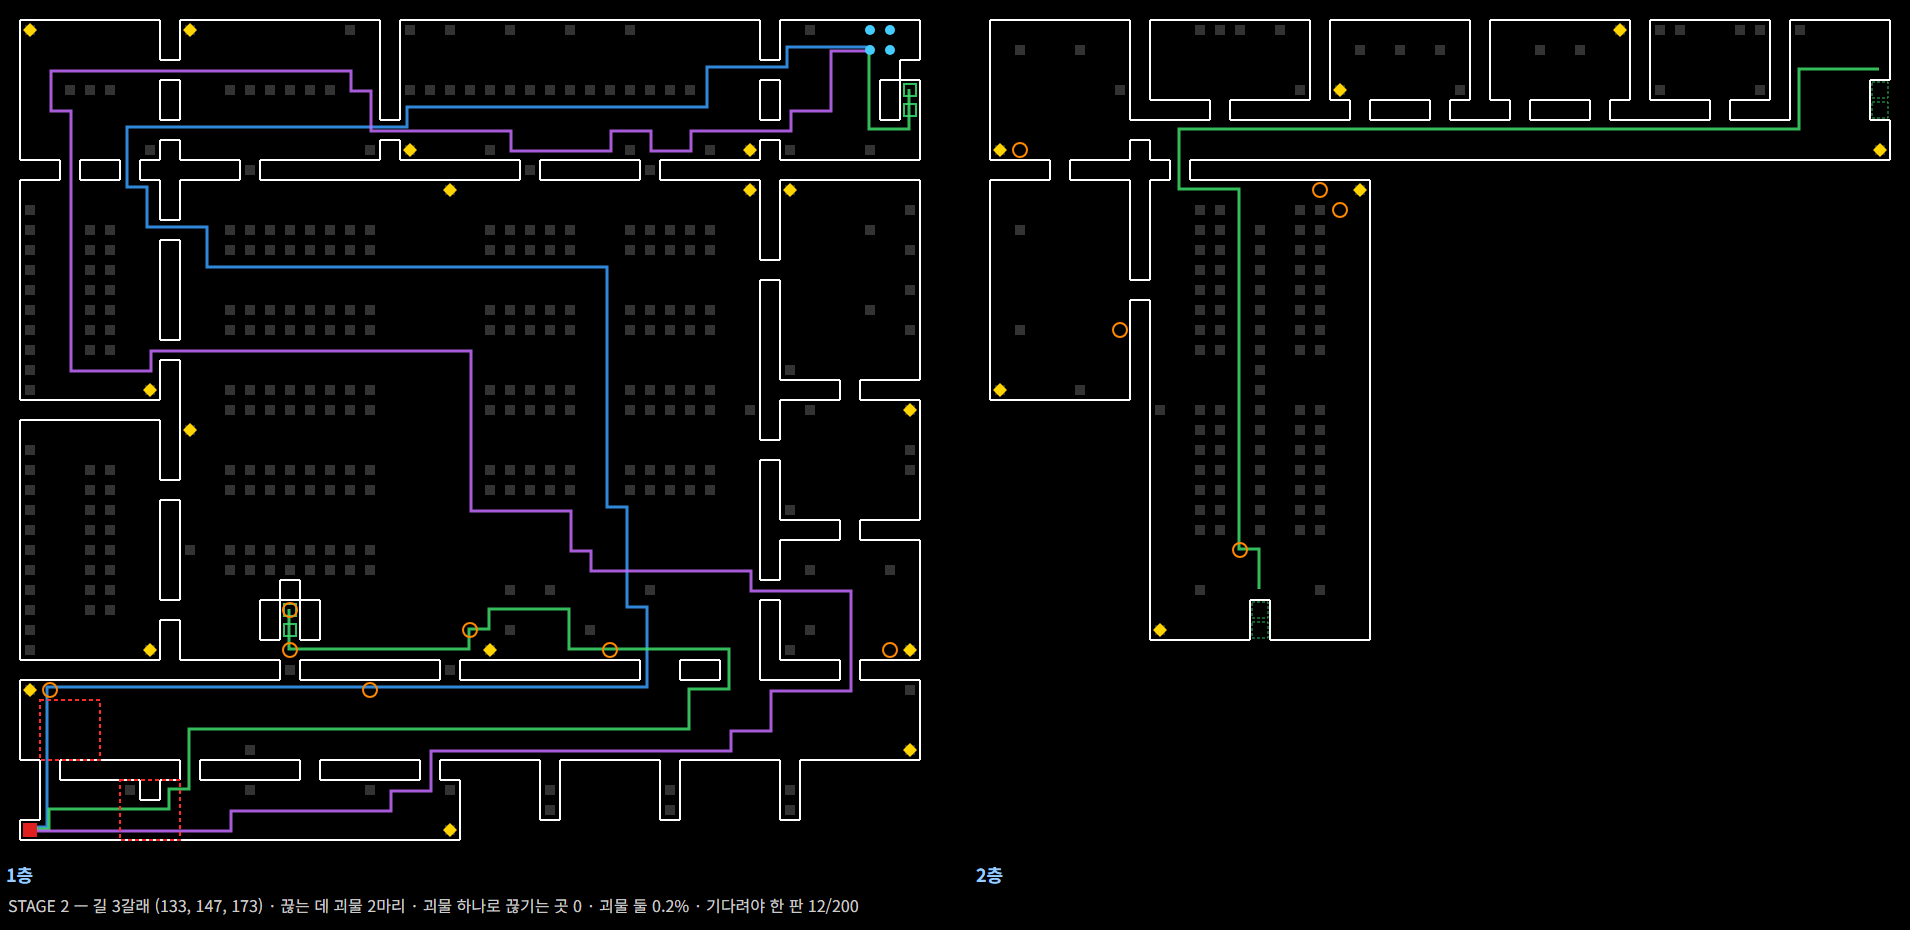 1층
2층
STAGE 2 — 길 3갈래 (133, 147, 173) · 끊는 데 괴물 2마리 · 괴물 하나로 끊기는 곳 0 · 괴물 둘 0.2% · 기다려야 한 판 12/200